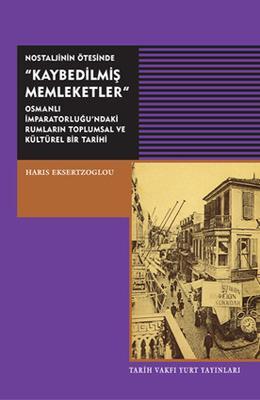 NOSTALJİNİN ÖTESİNDE
“KAYBEDİLMİŞ
MEMLEKETLER”
OSMANLI
İMPARATORLUĞU'NDAKİ
RUMLARIN TOPLUMSAL VE
KÜLTÜREL BİR TARİHİ
HARIS EKSERTZOGLOU
TARİH VAKFI YURT YAYINLARI